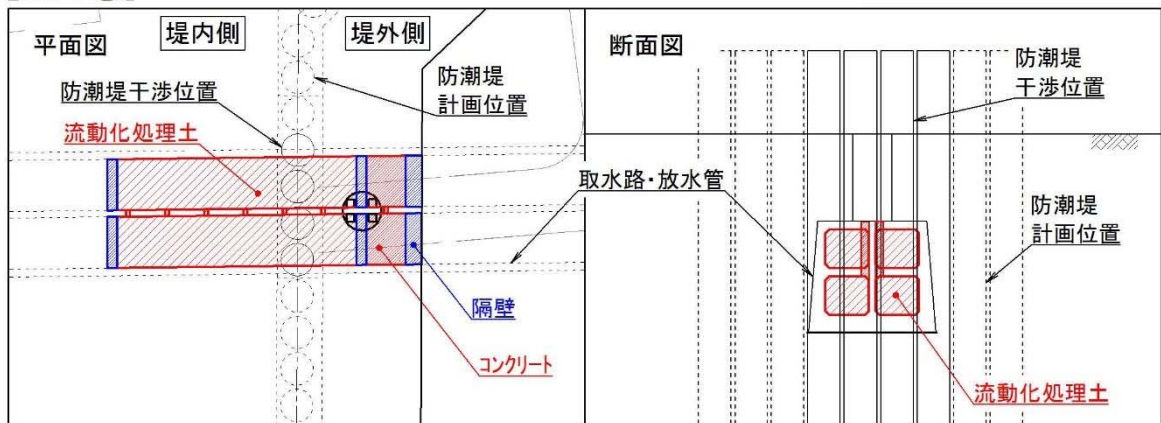 平面図
堤内側
堤外側
防潮堤干渉位置
流動化処理土
防潮堤
計画位置
取水路・放水管
隔壁
コンクリート
断面図
防潮堤
干渉位置
防潮堤
計画位置
流動化処理土